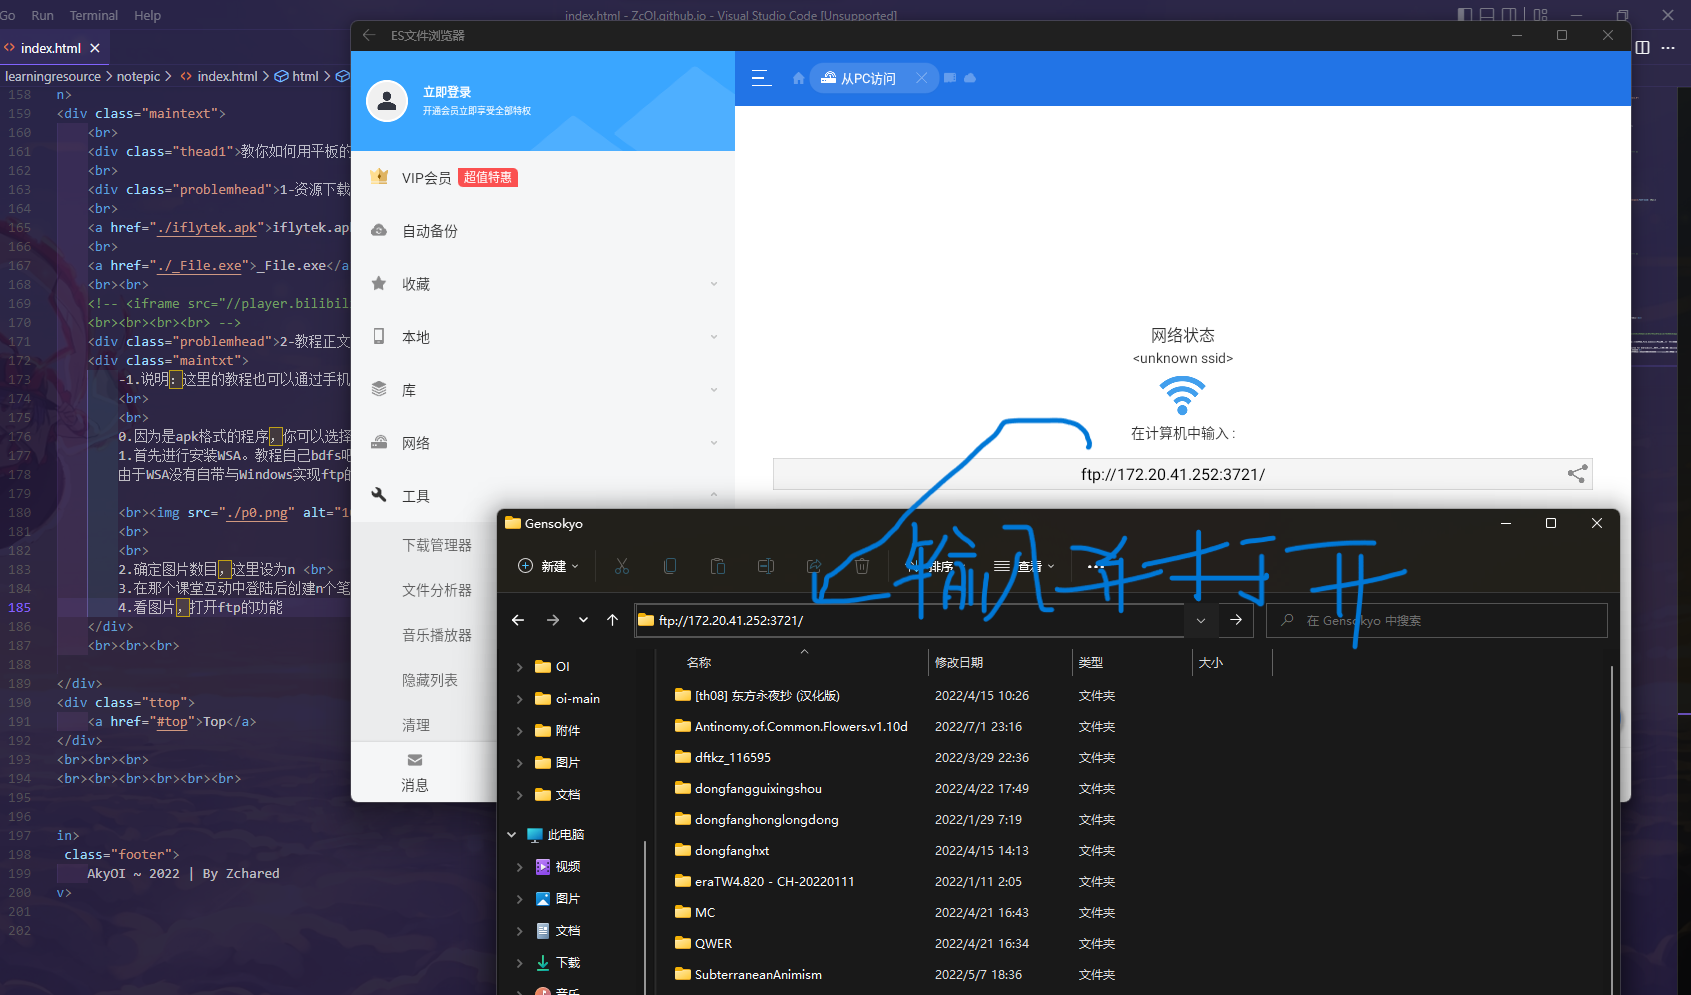 Go Run Terminal Help
index.html - ZcOI.github.io - Visual Studio Code [Unsupported]
index.html
learningresource > notepic > index.html > html >
158 n>
159 <div class="maintext">
160 <br>
161 <div class="thead1">教你如何用平板的
162 <br>
163 <div class="problemhead">1-资源下载
164 <br>
165 <a href="./iflytek.apk">iflytek.ap
166 <br>
167 <a href="./_File.exe">_File.exe</a
168 <br><br>
169 <!-- <iframe src="//player.bilibil
170 <br><br><br><br> -->
171 <div class="problemhead">2-教程正文
172 <div class="maintxt">
173 -1.说明：这里的教程也可以通过手机
174 <br>
175 <br>
176 0.因为是apk格式的程序，你可以选择
177 1.首先进行安装WSA。教程自己bdfs吧
178 由于WSA没有自带与Windows实现ftp的
179
180 <br><img src="./p0.png" alt="1
181 <br>
182 <br>
183 2.确定图片数目，这里设为n <br>
184 3.在那个课堂互动中登陆后创建n个笔
185 4.看图片，打开ftp的功能
186 </div>
187 <br><br><br>
188
189 </div>
190 <div class="ttop">
191 <a href="#top">Top</a>
192 </div>
193 <br><br><br>
194 <br><br><br><br><br><br>
195
196
197 in>
198 class="footer">
199 AkyOI ~ 2022 | By Zchared
200 v>
201
202
ES文件浏览器
立即登录
开通会员立即享受全部特权
VIP会员 超值特惠
自动备份
收藏
本地
库
网络
工具
下载管理器
文件分析器
音乐播放器
隐藏列表
清理
消息
从PC访问
网络状态
<unknown ssid>
在计算机中输入 :
ftp://172.20.41.252:3721/
输入并打开
Gensokyo
新建 排序 查看 ...
ftp://172.20.41.252:3721/
在 Gensokyo 中搜索
OI
oi-main
附件
图片
文档
此电脑
视频
图片
文档
下载
音乐
名称 修改日期 类型 大小
[th08] 东方永夜抄 (汉化版) 2022/4/15 10:26 文件夹
Antinomy.of.Common.Flowers.v1.10d 2022/7/1 23:16 文件夹
dftkz_116595 2022/3/29 22:36 文件夹
dongfangguixingshou 2022/4/22 17:49 文件夹
dongfanghonglongdong 2022/1/29 7:19 文件夹
dongfanghxt 2022/4/15 14:13 文件夹
eraTW4.820 - CH-20220111 2022/1/11 2:05 文件夹
MC 2022/4/21 16:43 文件夹
QWER 2022/4/21 16:34 文件夹
SubterraneanAnimism 2022/5/7 18:36 文件夹